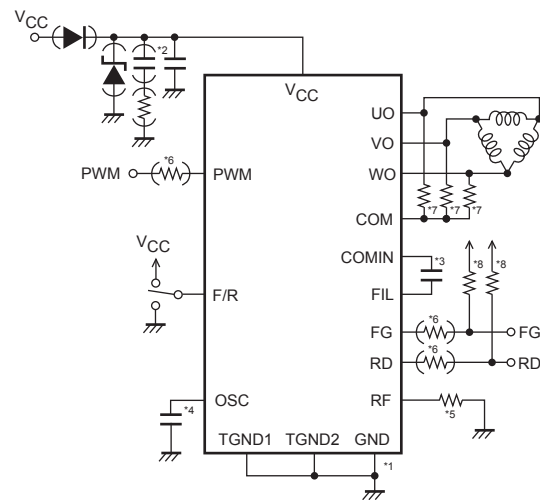 VCC
*2
VCC
UO
VO
WO
PWM
*6
PWM
*7
*7
*7
COM
VCC
COMIN
*3
*8
*8
F/R
FIL
*6
FG
FG
*6
RD
RD
OSC
*4
RF
*5
TGND1
TGND2
GND
*1